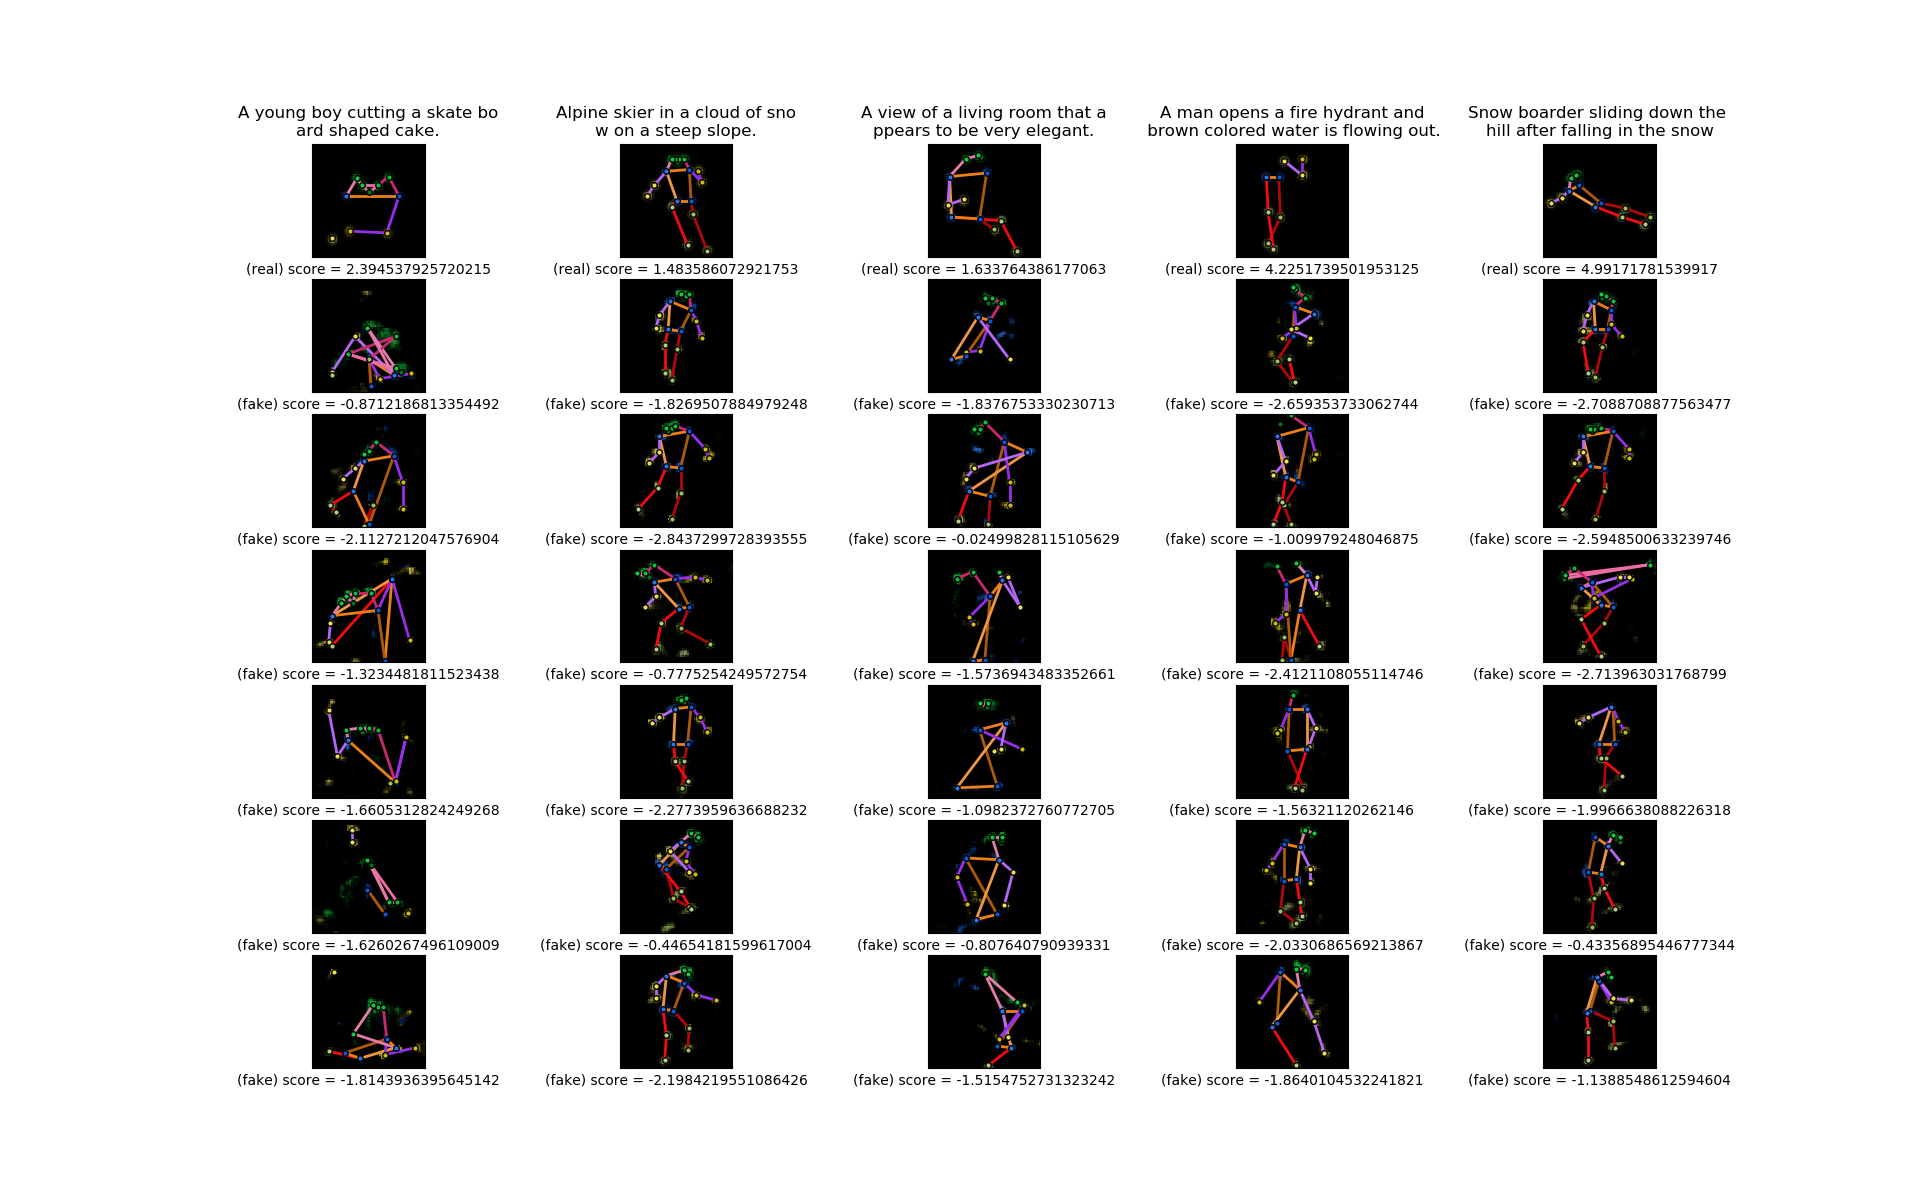 A young boy cutting a skate bo
ard shaped cake.
Alpine skier in a cloud of sno
w on a steep slope.
A view of a living room that a
ppears to be very elegant.
A man opens a fire hydrant and
brown colored water is flowing out.
Snow boarder sliding down the
hill after falling in the snow
(real) score = 2.394537925720215
(real) score = 1.483586072921753
(real) score = 1.633764386177063
(real) score = 4.2251739501953125
(real) score = 4.99171781539917
(fake) score = -0.8712186813354492
(fake) score = -1.8269507884979248
(fake) score = -1.8376753330230713
(fake) score = -2.659353733062744
(fake) score = -2.7088708877563477
(fake) score = -2.1127212047576904
(fake) score = -2.8437299728393555
(fake) score = -0.02499828115105629
(fake) score = -1.009979248046875
(fake) score = -2.5948500633239746
(fake) score = -1.3234481811523438
(fake) score = -0.7775254249572754
(fake) score = -1.5736943483352661
(fake) score = -2.4121108055114746
(fake) score = -2.713963031768799
(fake) score = -1.6605312824249268
(fake) score = -2.2773959636688232
(fake) score = -1.0982372760772705
(fake) score = -1.56321120262146
(fake) score = -1.9966638088226318
(fake) score = -1.6260267496109009
(fake) score = -0.44654181599617004
(fake) score = -0.807640790939331
(fake) score = -2.0330686569213867
(fake) score = -0.43356895446777344
(fake) score = -1.8143936395645142
(fake) score = -2.1984219551086426
(fake) score = -1.5154752731323242
(fake) score = -1.8640104532241821
(fake) score = -1.1388548612594604